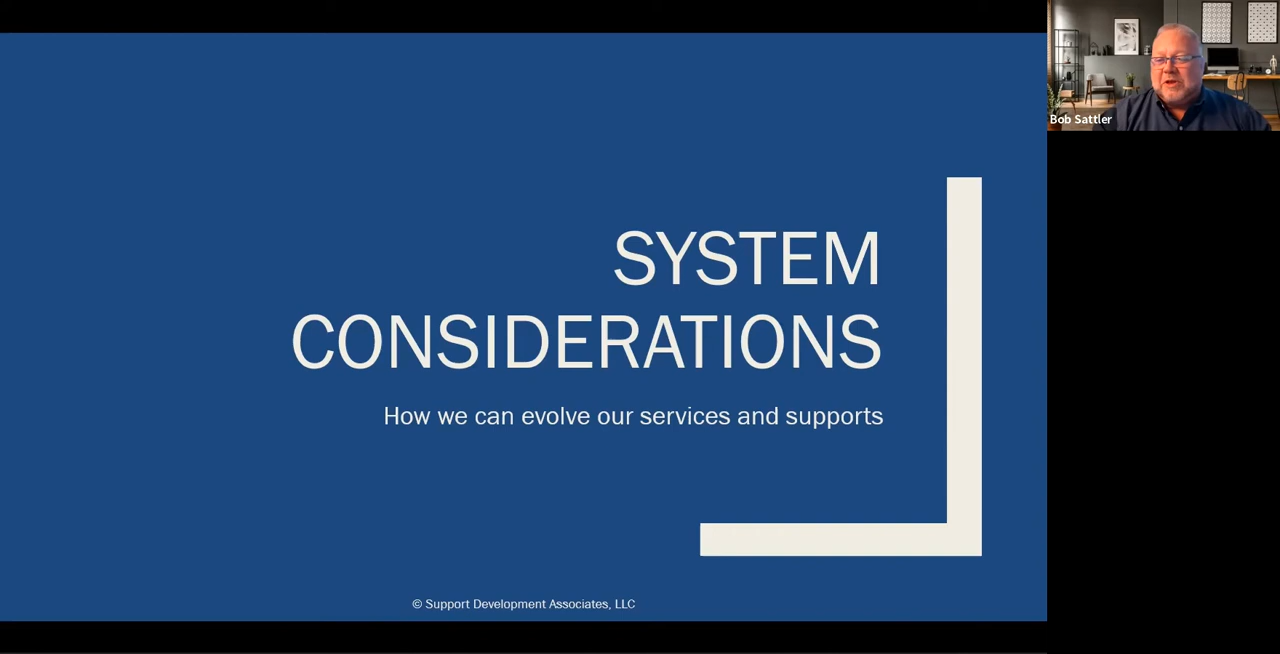 Bob Sattler
SYSTEM
CONSIDERATIONS
How we can evolve our services and supports
© Support Development Associates, LLC